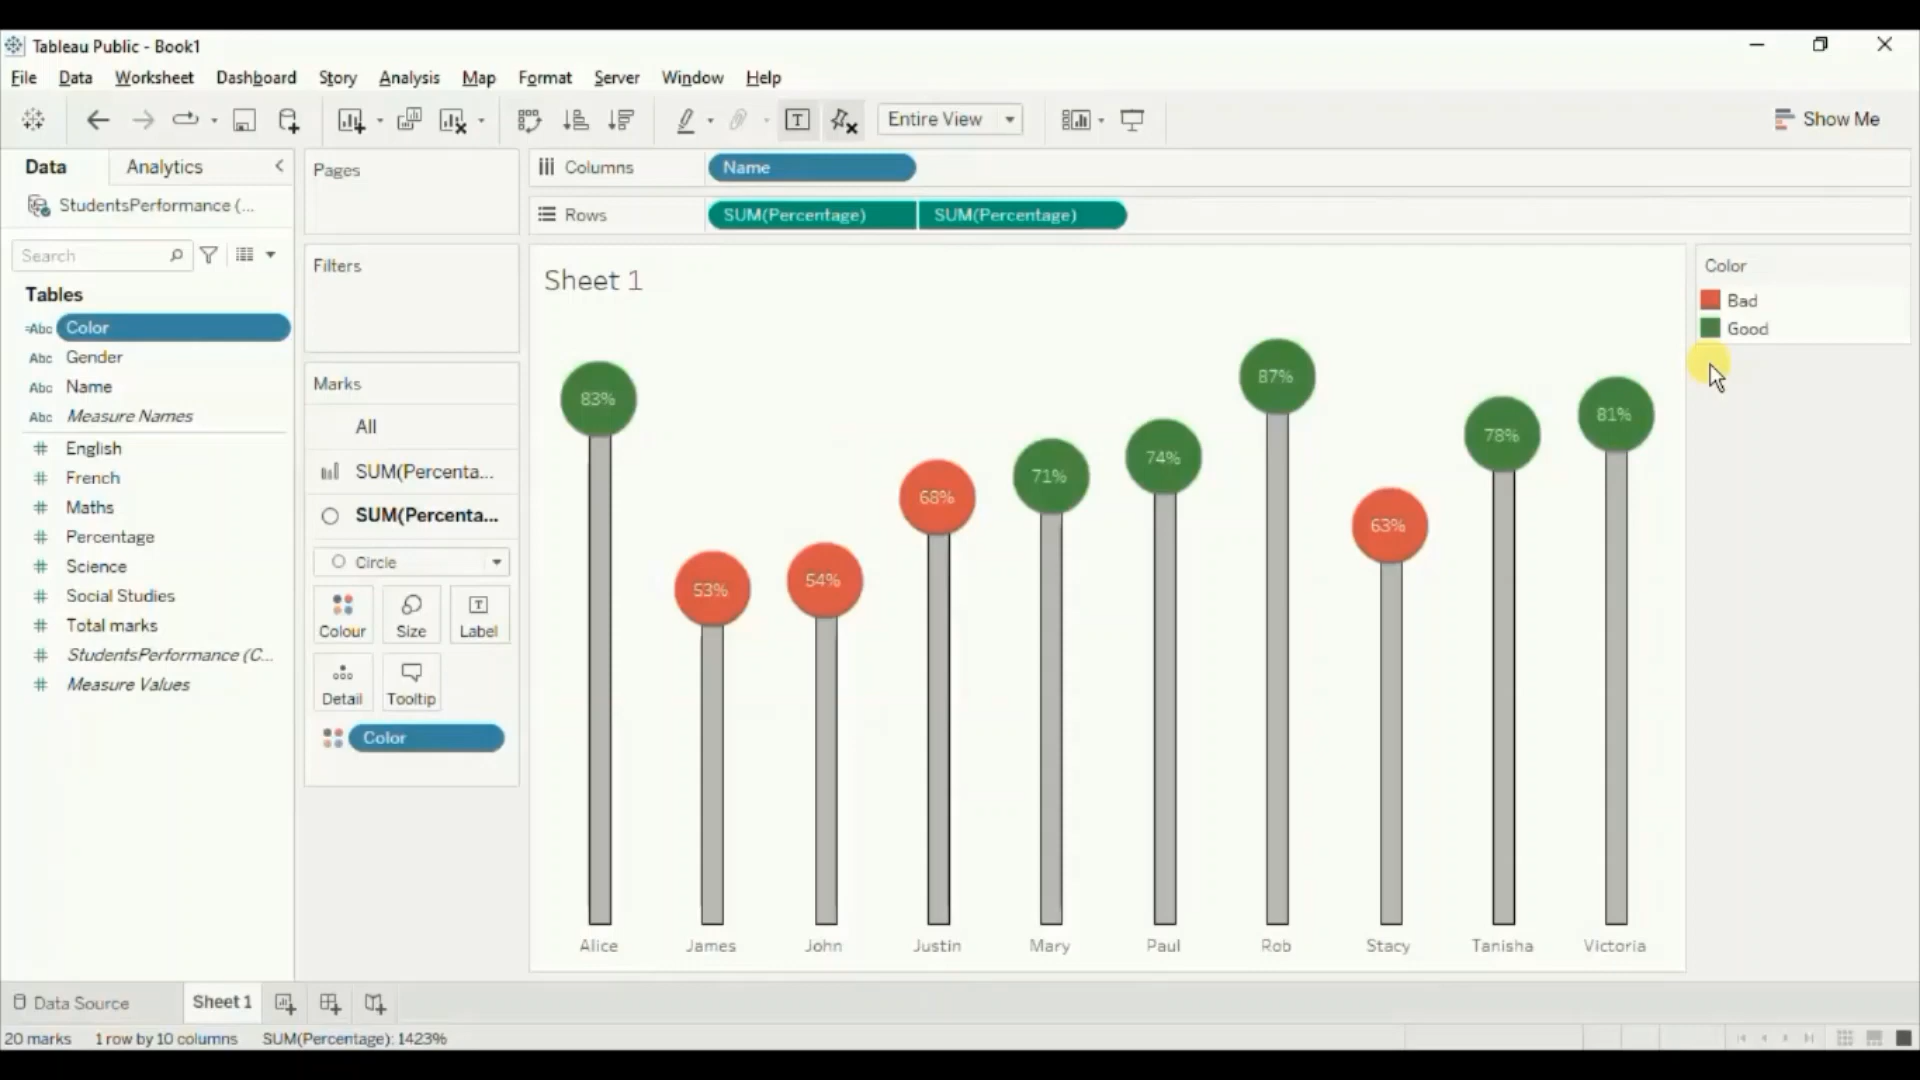 Tableau Public - Book1
File Data Worksheet Dashboard Story Analysis Map Format Server Window Help
Entire View
Show Me
Data Analytics
StudentsPerformance (...
Search
Tables
Abc Color
Abc Gender
Abc Name
Abc Measure Names
English
French
Maths
Percentage
Science
Social Studies
Total marks
StudentsPerformance (C...
Measure Values
Pages
Filters
Marks
All
SUM(Percenta...
SUM(Percenta...
Circle
Colour Size Label
Detail Tooltip
Color
Columns Name
Rows SUM(Percentage) SUM(Percentage)
Sheet 1
83% 53% 54% 68% 71% 74% 87% 63% 78% 81%
Alice James John Justin Mary Paul Rob Stacy Tanisha Victoria
Color
Bad
Good
Data Source Sheet 1
20 marks 1 row by 10 columns SUM(Percentage): 1423%